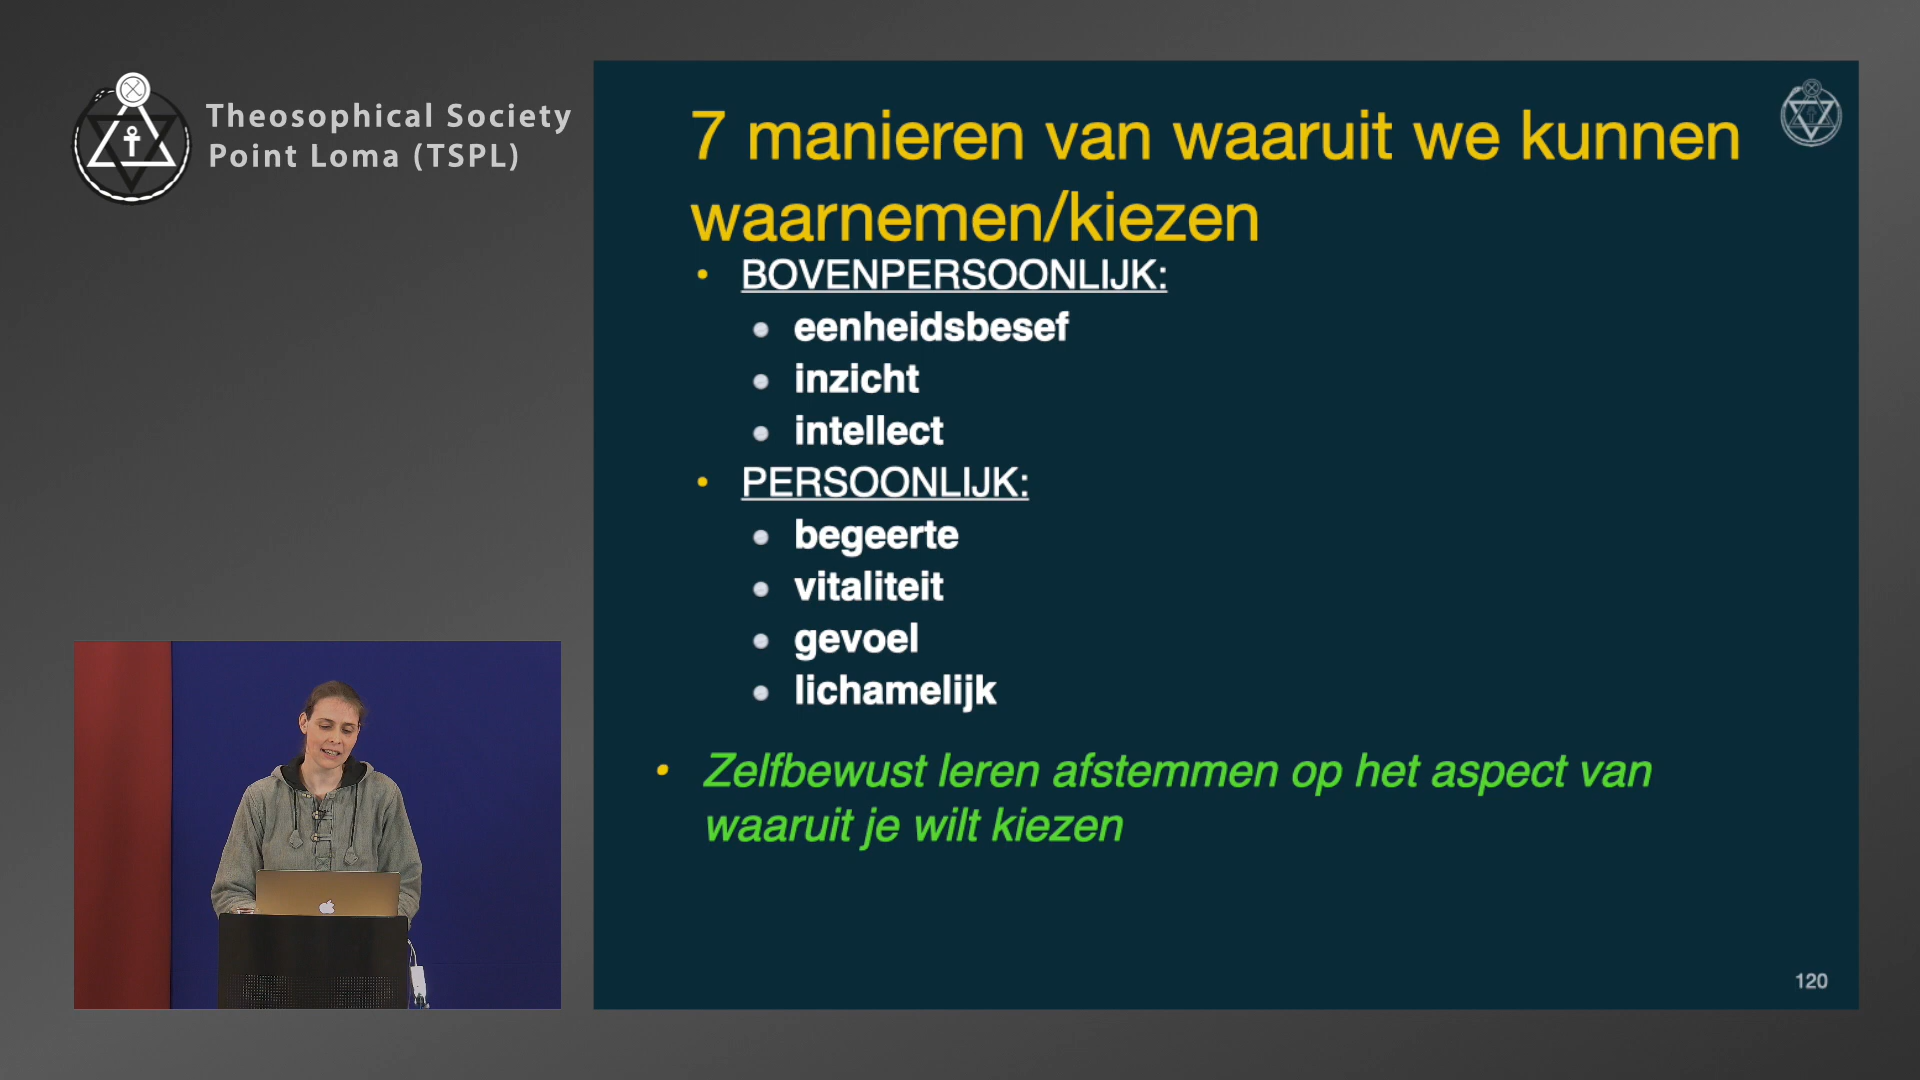 Theosophical Society
Point Loma (TSPL)
7 manieren van waaruit we kunnen
waarnemen/kiezen
• BOVENPERSOONLIJK:
• eenheidsbesef
• inzicht
• intellect
• PERSOONLIJK:
• begeerte
• vitaliteit
• gevoel
• lichamelijk
• Zelfbewust leren afstemmen op het aspect van
waaruit je wilt kiezen
120